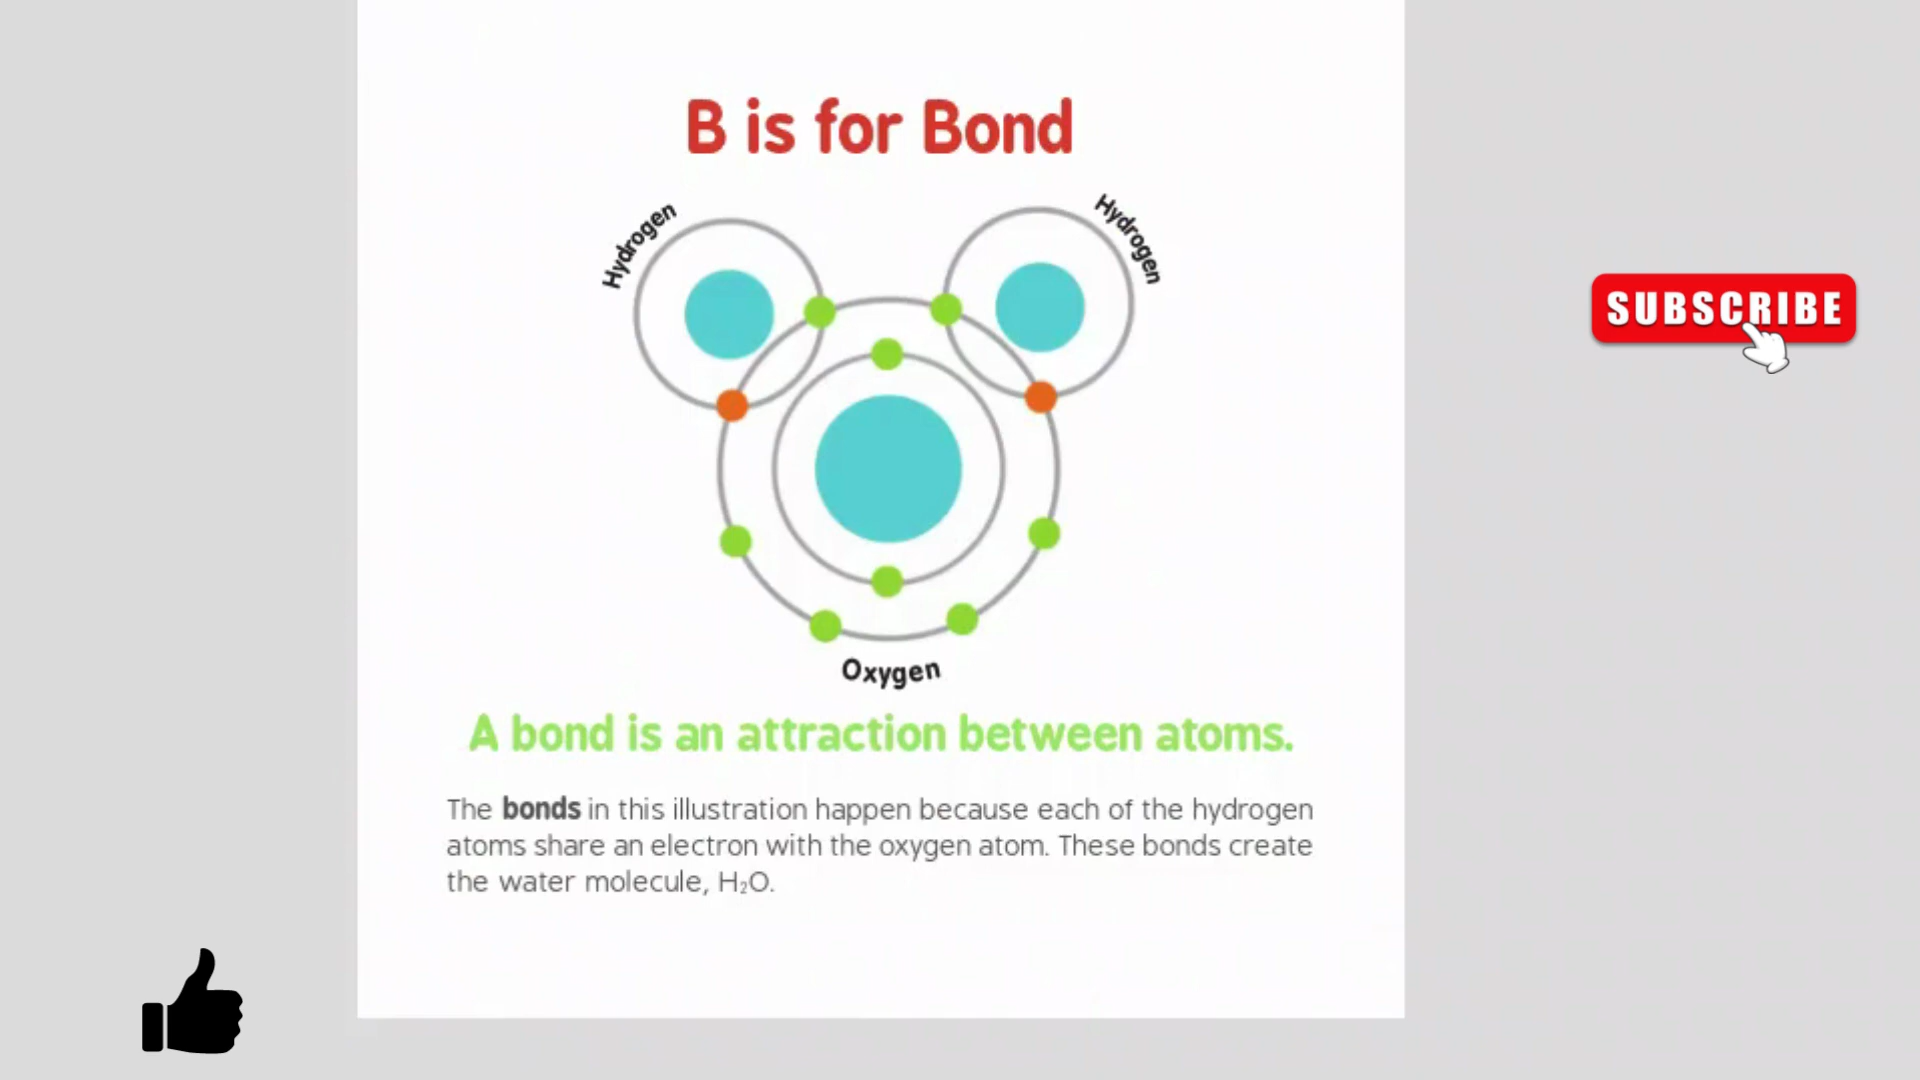 B is for Bond
Hydrogen
Hydrogen
SUBSCRIBE
Oxygen
A bond is an attraction between atoms.
The bonds in this illustration happen because each of the hydrogen
atoms share an electron with the oxygen atom. These bonds create
the water molecule, H₂O.